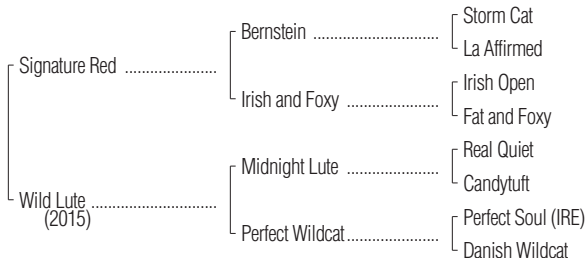 Storm Cat
Bernstein ........................
La Affirmed
Signature Red ......................
Irish Open
Irish and Foxy ......................
Fat and Foxy
Real Quiet
Midnight Lute ......................
Candytuft
Wild Lute ..............................
(2015)
Perfect Soul (IRE)
Perfect Wildcat ......................
Danish Wildcat